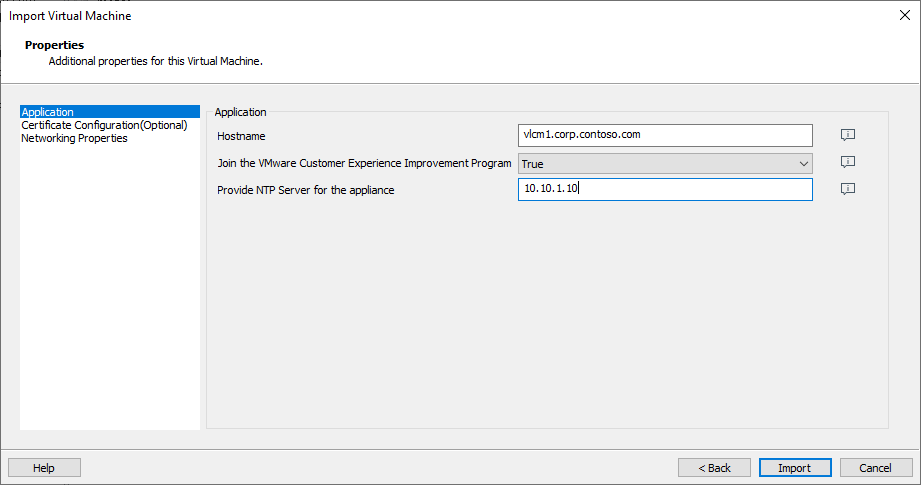 Import Virtual Machine
Properties
Additional properties for this Virtual Machine.
Application
Certificate Configuration(Optional)
Networking Properties
Application
Hostname
vlcm1.corp.contoso.com
Join the VMware Customer Experience Improvement Program
True
Provide NTP Server for the appliance
10.10.1.10
Help
< Back
Import
Cancel